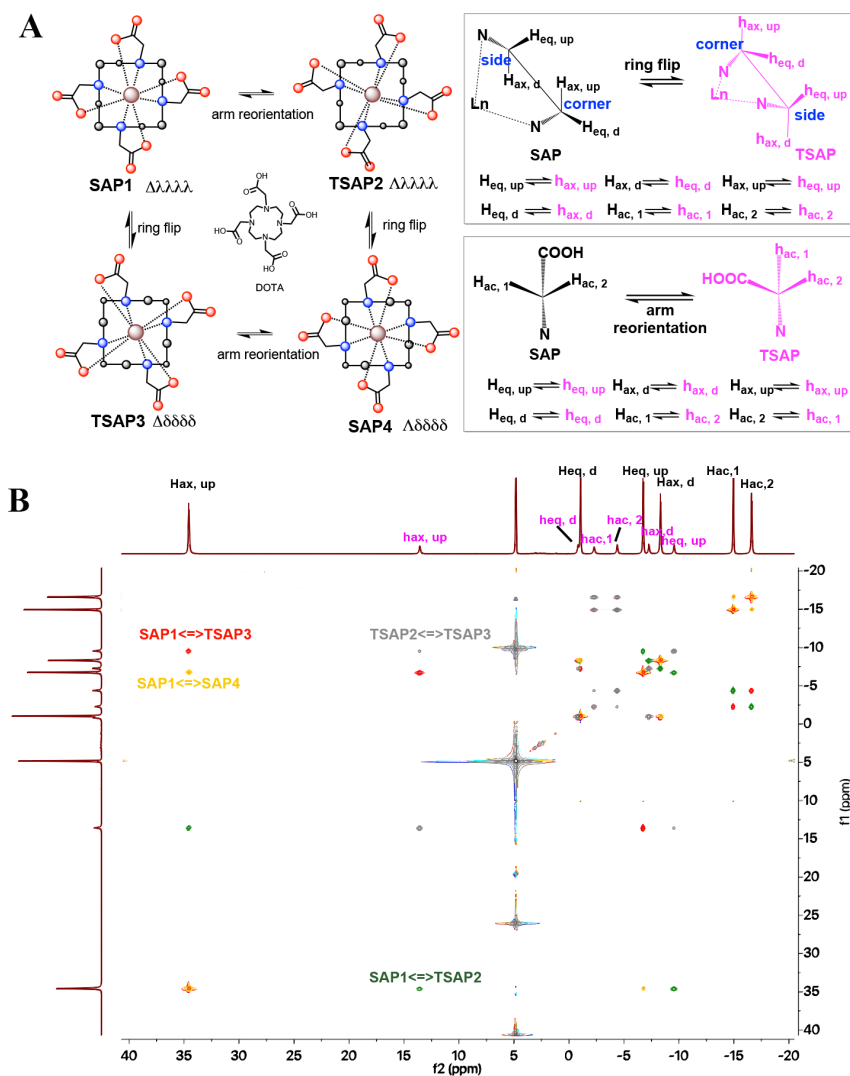 A
SAP1 Δλλλλ
arm reorientation
TSAP2 Λλλλλ
ring flip
ring flip
DOTA
OH
O
O
OH
HO
O
O
OH
N
N
N
N
TSAP3 Δδδδδ
arm reorientation
SAP4 Λδδδδ
side
Heq, up
Hax, d
Hax, up
corner
Heq, d
N
Ln
N
SAP
ring flip
hax, up
corner
heq, d
heq, up
side
hax, d
N
Ln
N
TSAP
Heq, up ⇌ hax, up Hax, d ⇌ heq, d Hax, up ⇌ heq, up
Heq, d ⇌ hax, d Hac, 1 ⇌ hac, 1 Hac, 2 ⇌ hac, 2
COOH
Hac, 1
Hac, 2
N
SAP
arm
reorientation
hac, 1
HOOC
hac, 2
N
TSAP
Heq, up ⇌ heq, up Hax, d ⇌ hax, d Hax, up ⇌ hax, up
Heq, d ⇌ heq, d Hac, 1 ⇌ hac, 2 Hac, 2 ⇌ hac, 1
B
Hax, up
hax, up
Heq, d
heq, d
hac, 1
hac, 2
Heq, up
hax,d
Hax, d
heq, up
Hac,1
Hac,2
SAP1<=>TSAP3
TSAP2<=>TSAP3
SAP1<=>SAP4
SAP1<=>TSAP2
-20
-15
-10
-5
0
5
10
15
20
25
30
35
40
f1 (ppm)
40 35 30 25 20 15 10 5 0 -5 -10 -15 -20
f2 (ppm)